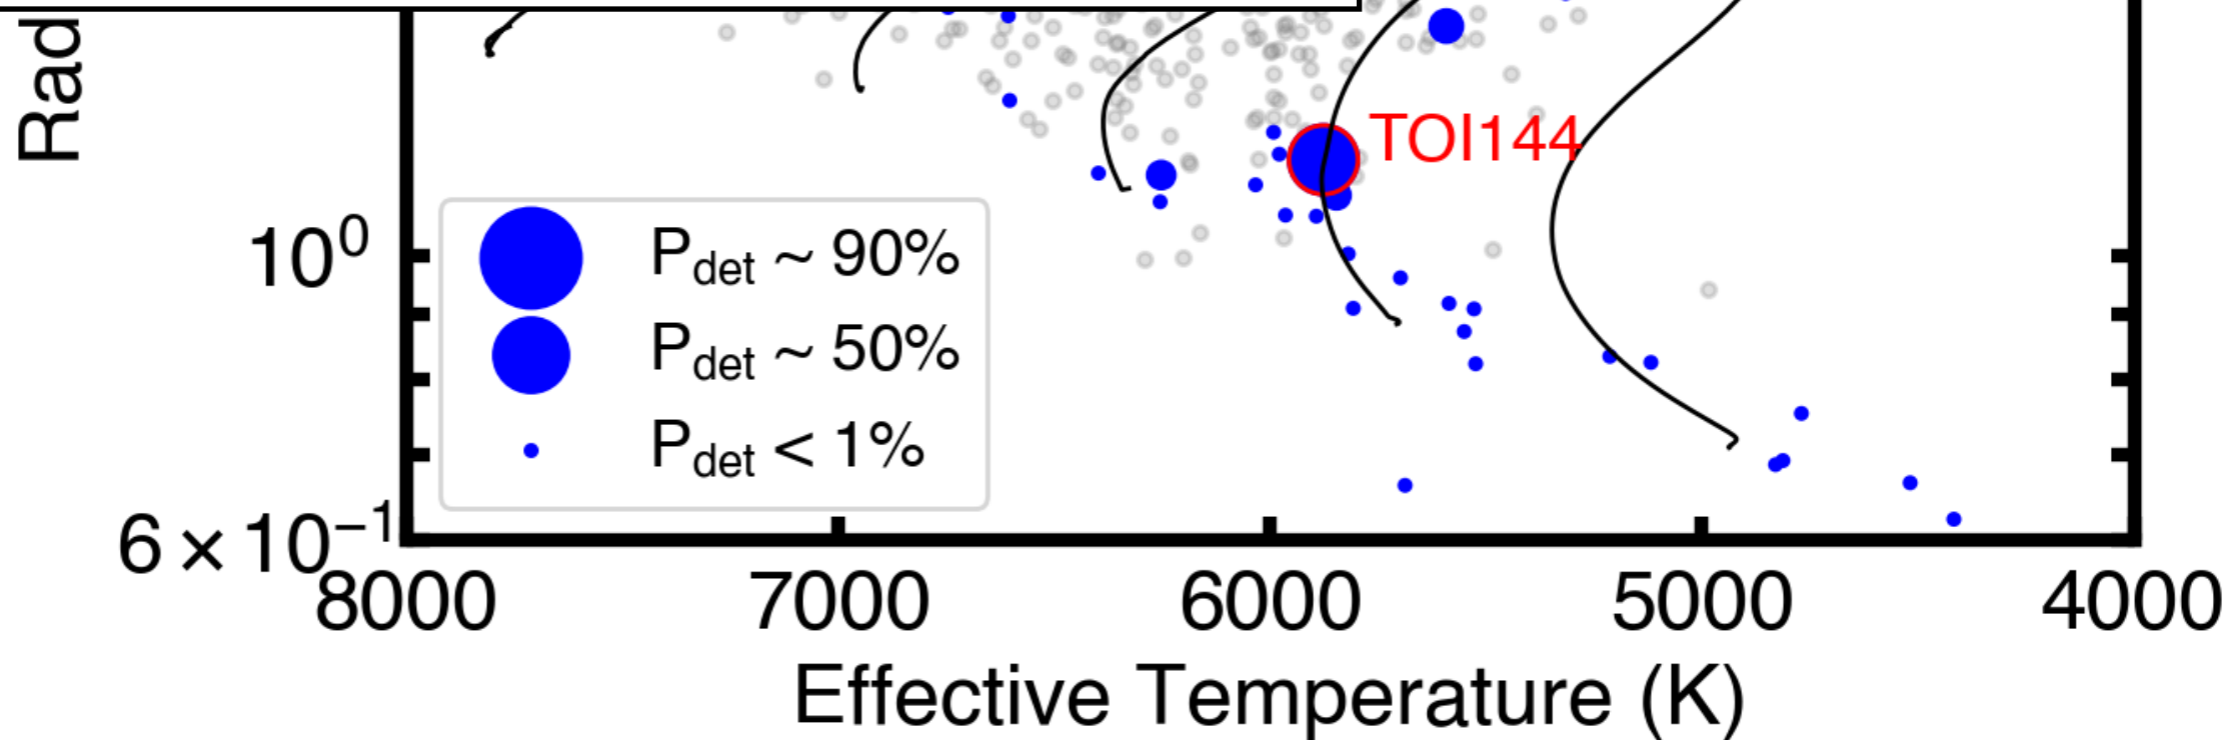 Rad
TOI144
10⁰
P_det ~ 90%
P_det ~ 50%
P_det < 1%
6×10⁻¹
8000 7000 6000 5000 4000
Effective Temperature (K)